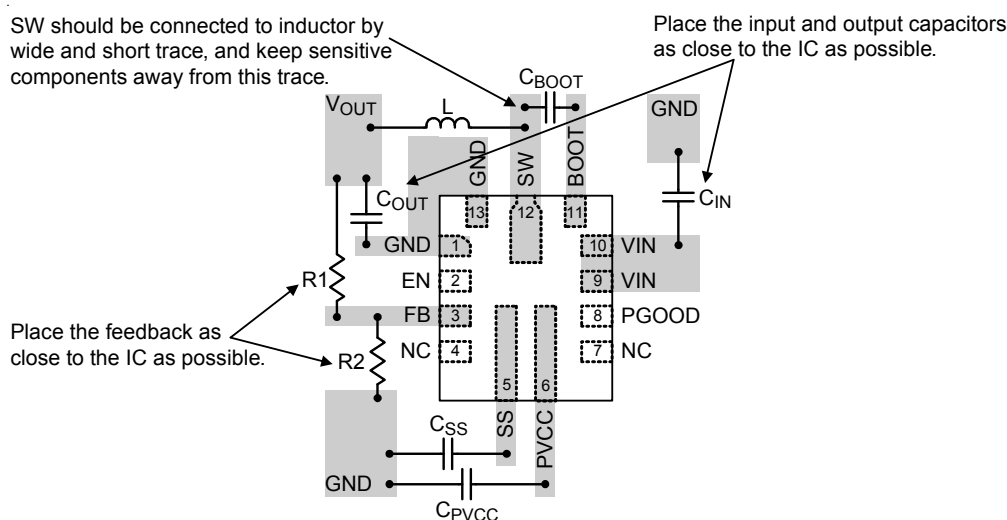 SW should be connected to inductor by
wide and short trace, and keep sensitive
components away from this trace.
Place the input and output capacitors
as close to the IC as possible.
CBOOT
VOUT
L
GND
GND
SW
BOOT
COUT
CIN
13
12
11
GND
1
10
VIN
EN
2
9
VIN
R1
FB
3
8
PGOOD
Place the feedback as
close to the IC as possible.
NC
4
7
NC
R2
5
6
CSS
SS
PVCC
GND
CPVCC